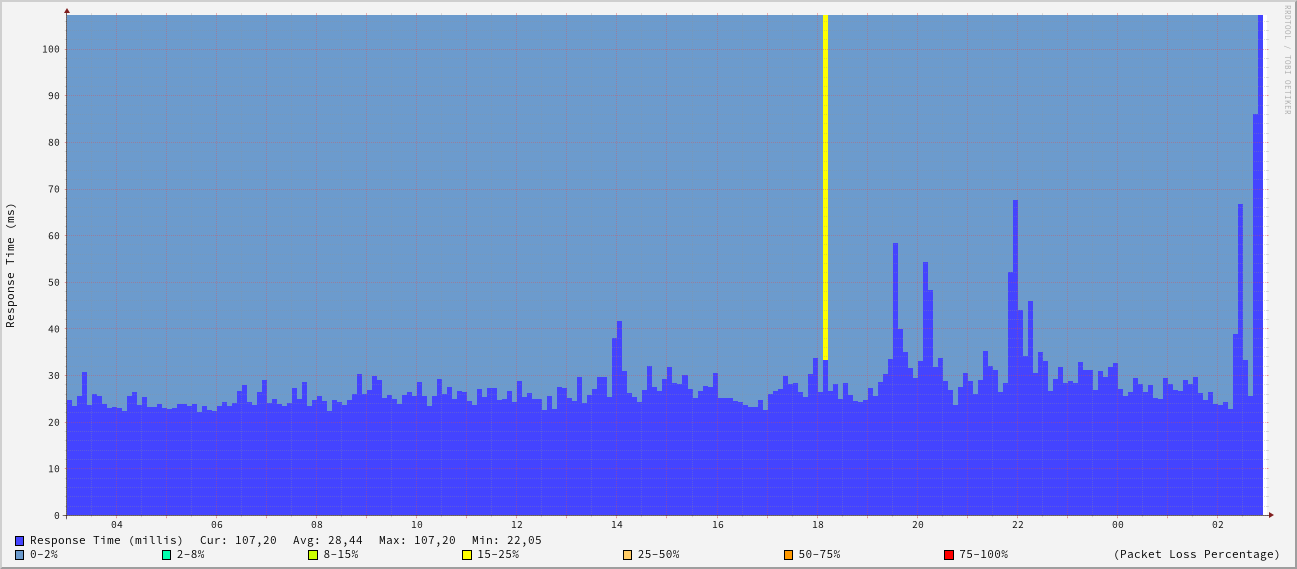 RRDTOOL / TOBI OETIKER
Response Time (ms)
100
90
80
70
60
50
40
30
20
10
0
04 06 08 10 12 14 16 18 20 22 00 02
Response Time (millis) Cur: 107,20 Avg: 28,44 Max: 107,20 Min: 22,05
0-2% 2-8% 8-15% 15-25% 25-50% 50-75% 75-100% (Packet Loss Percentage)